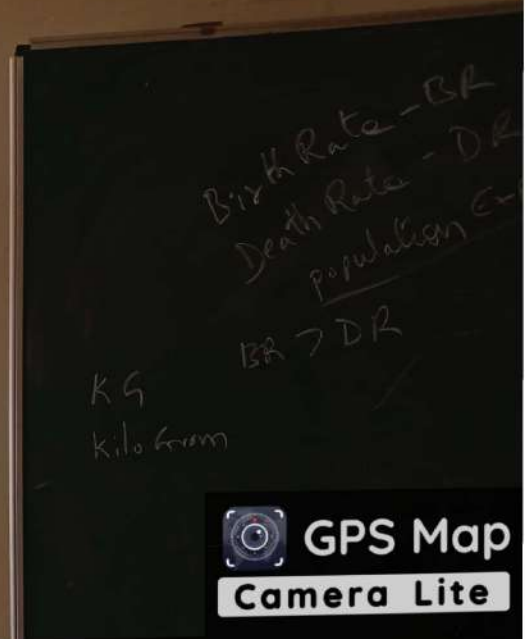 Birth Rate - BR
Death Rate - DR
population
BR > DR
KG
Kilo Gram
GPS Map
Camera Lite